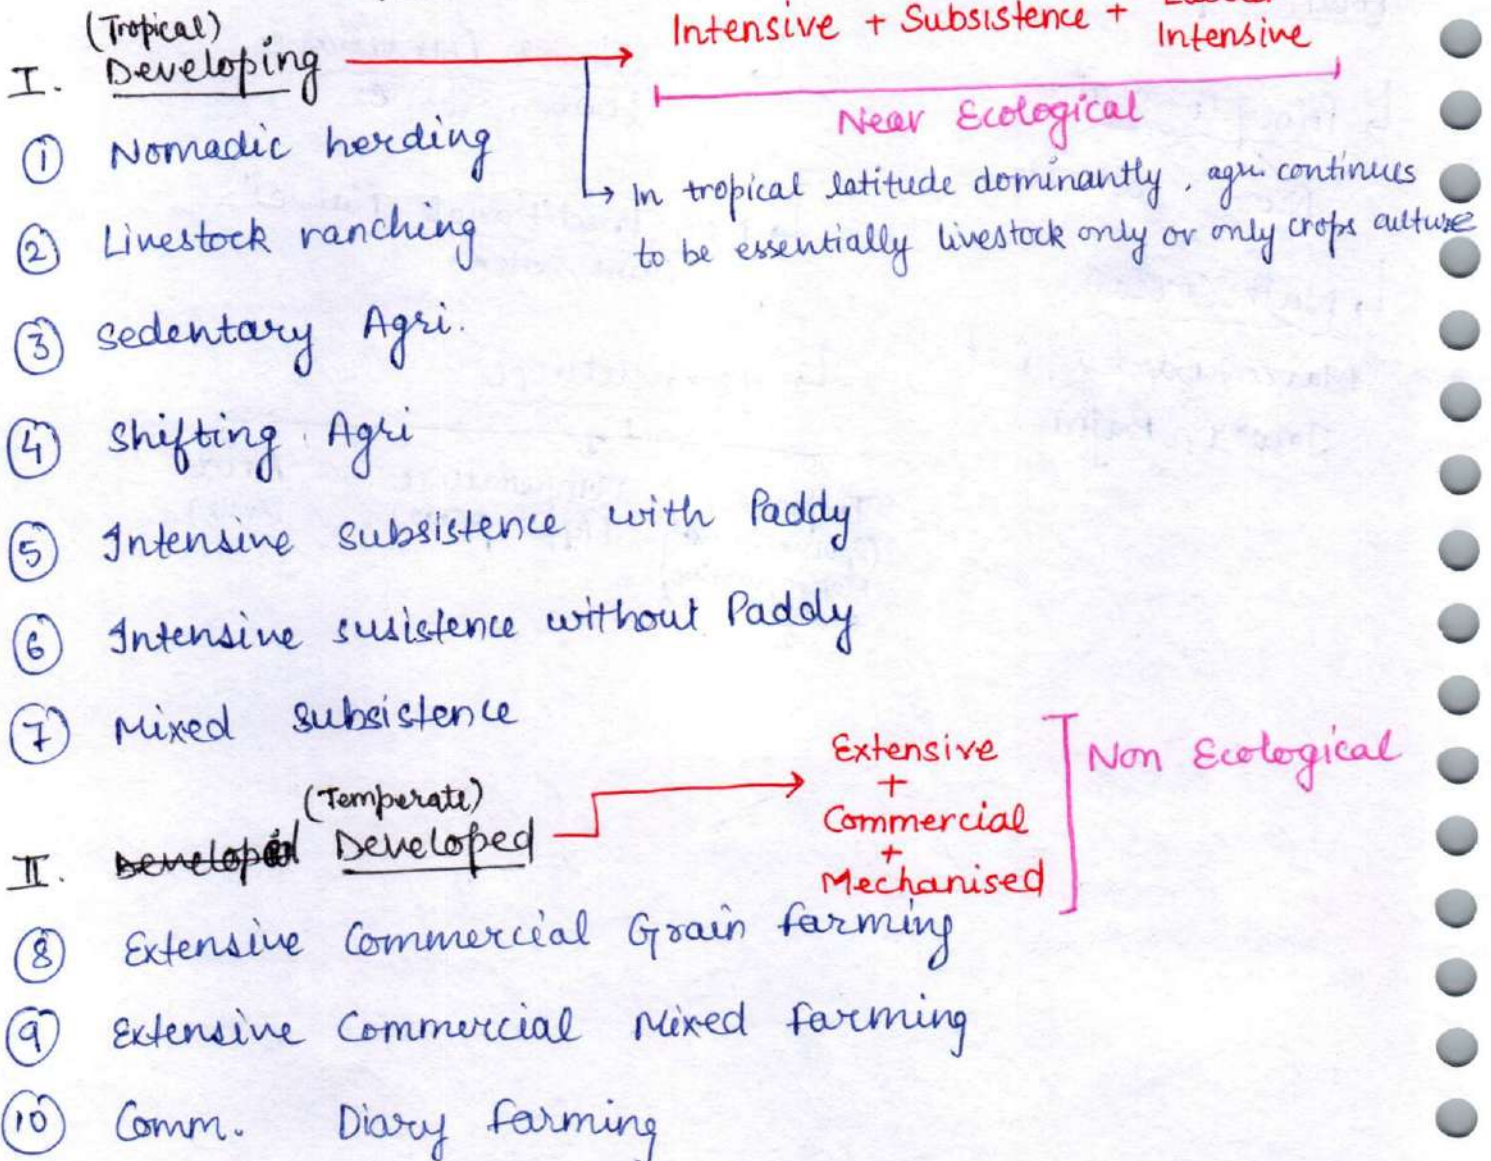 (Tropical)
I. Developing → Intensive + Subsistence + Intensive
Near Ecological
↳ In tropical latitude dominantly, agri. continues
to be essentially livestock only or only crops culture
① Nomadic herding
② Livestock ranching
③ Sedentary Agri.
④ Shifting Agri
⑤ Intensive subsistence with Paddy
⑥ Intensive susistence without Paddy
⑦ Mixed subsistence
(Temperate)
II. Developed Developed → Extensive
+
Commercial
+
Mechanised
Non Ecological
⑧ Extensive Commercial Grain farming
⑨ Extensive Commercial Mixed farming
⑩ Comm. Diary farming